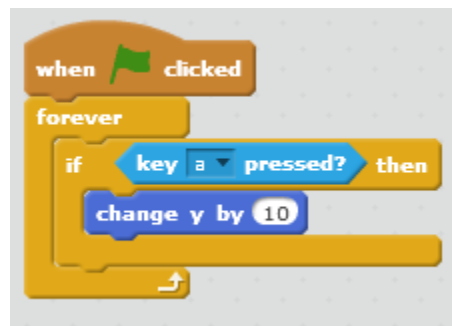 when clicked
forever
if key a pressed? then
change y by 10